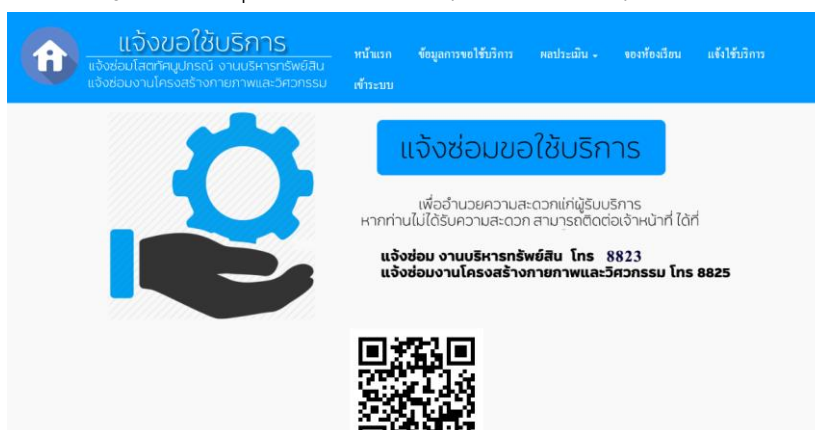 แจ้งขอใช้บริการ
แจ้งซ่อมโสตทัศนูปกรณ์ งานบริหารทรัพย์สิน
แจ้งซ่อมงานโครงสร้างกายภาพและวิศวกรรม
หน้าแรก ข้อมูลการขอใช้บริการ ผลประเมิน จองห้องเรียน แจ้งใช้บริการ
เข้าระบบ
แจ้งซ่อมขอใช้บริการ
เพื่ออำนวยความสะดวกแก่ผู้รับบริการ
หากท่านไม่ได้รับความสะดวก สามารถติดต่อเจ้าหน้าที่ ได้ที่
แจ้งซ่อม งานบริหารทรัพย์สิน โทร 8823
แจ้งซ่อมงานโครงสร้างกายภาพและวิศวกรรม โทร 8825